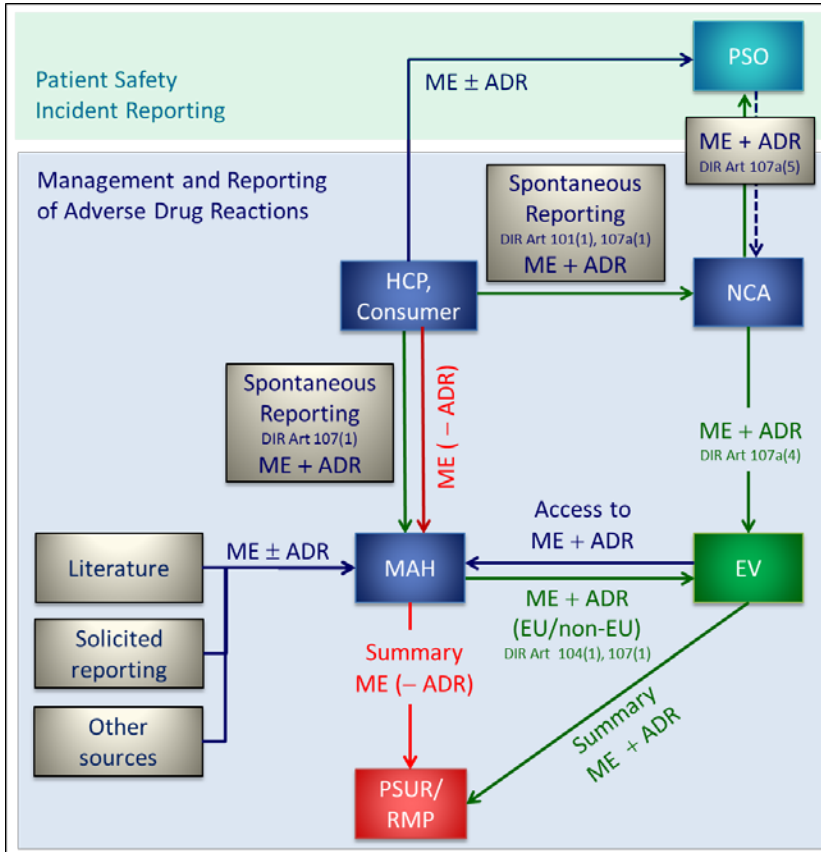 PSO
ME ± ADR
Patient Safety
Incident Reporting
ME + ADR
DIR Art 107a(5)
Management and Reporting
of Adverse Drug Reactions
Spontaneous
Reporting
DIR Art 101(1), 107a(1)
ME + ADR
HCP,
Consumer
NCA
Spontaneous
Reporting
DIR Art 107(1)
ME + ADR
ME (– ADR)
ME + ADR
DIR Art 107a(4)
Access to
ME + ADR
Literature
ME ± ADR
MAH
EV
ME + ADR
(EU/non-EU)
DIR Art 104(1), 107(1)
Solicited
reporting
Summary
ME (– ADR)
Other
sources
Summary
ME + ADR
PSUR/
RMP